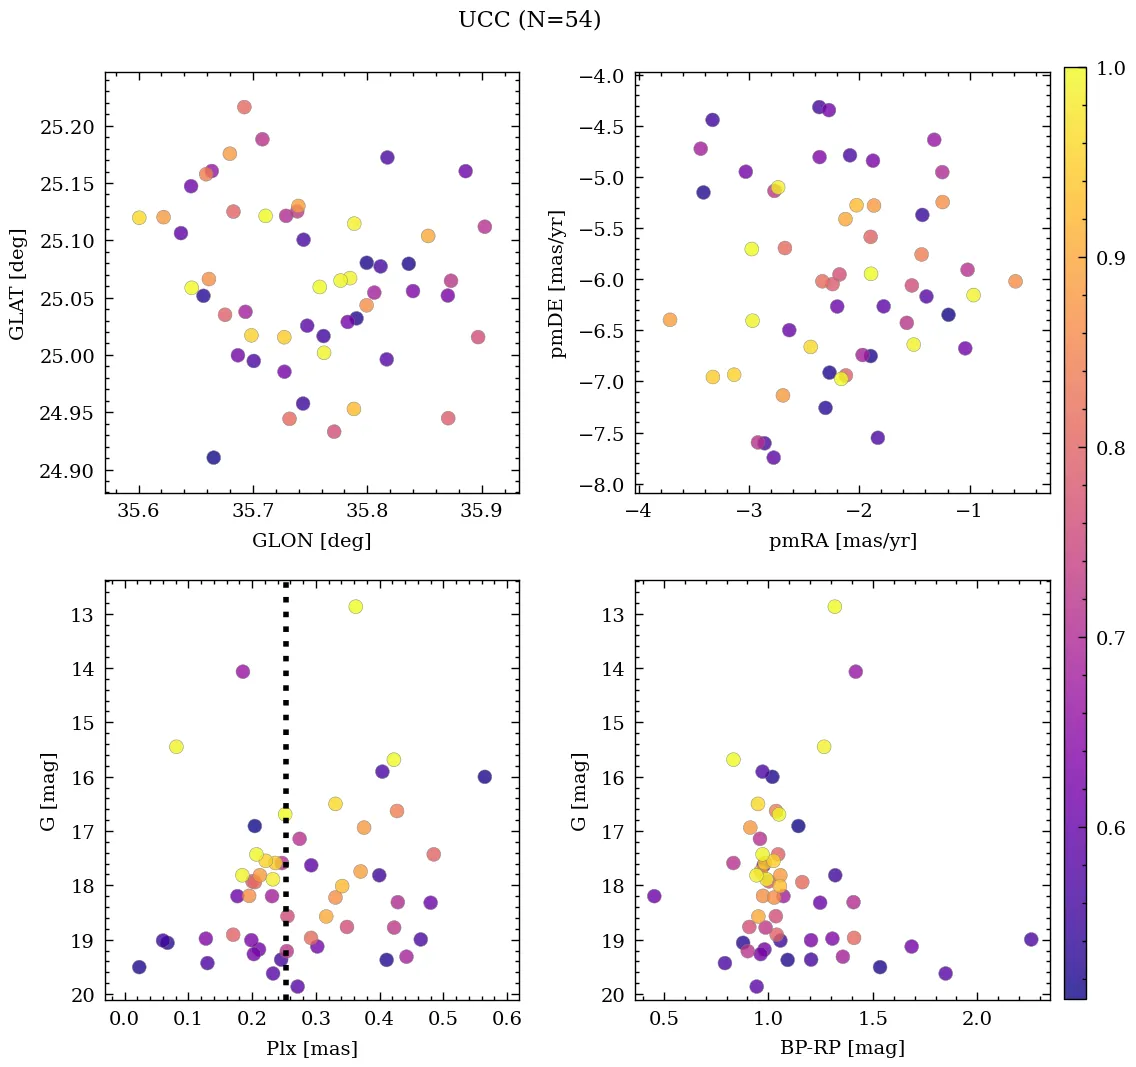 UCC (N=54)
25.20
25.15
25.10
25.05
25.00
24.95
24.90
GLAT [deg]
35.6 35.7 35.8 35.9
GLON [deg]
−4.0
−4.5
−5.0
−5.5
−6.0
−6.5
−7.0
−7.5
−8.0
pmDE [mas/yr]
−4 −3 −2 −1
pmRA [mas/yr]
13
14
15
16
17
18
19
20
G [mag]
0.0 0.1 0.2 0.3 0.4 0.5 0.6
Plx [mas]
13
14
15
16
17
18
19
20
G [mag]
0.5 1.0 1.5 2.0
BP-RP [mag]
1.0
0.9
0.8
0.7
0.6